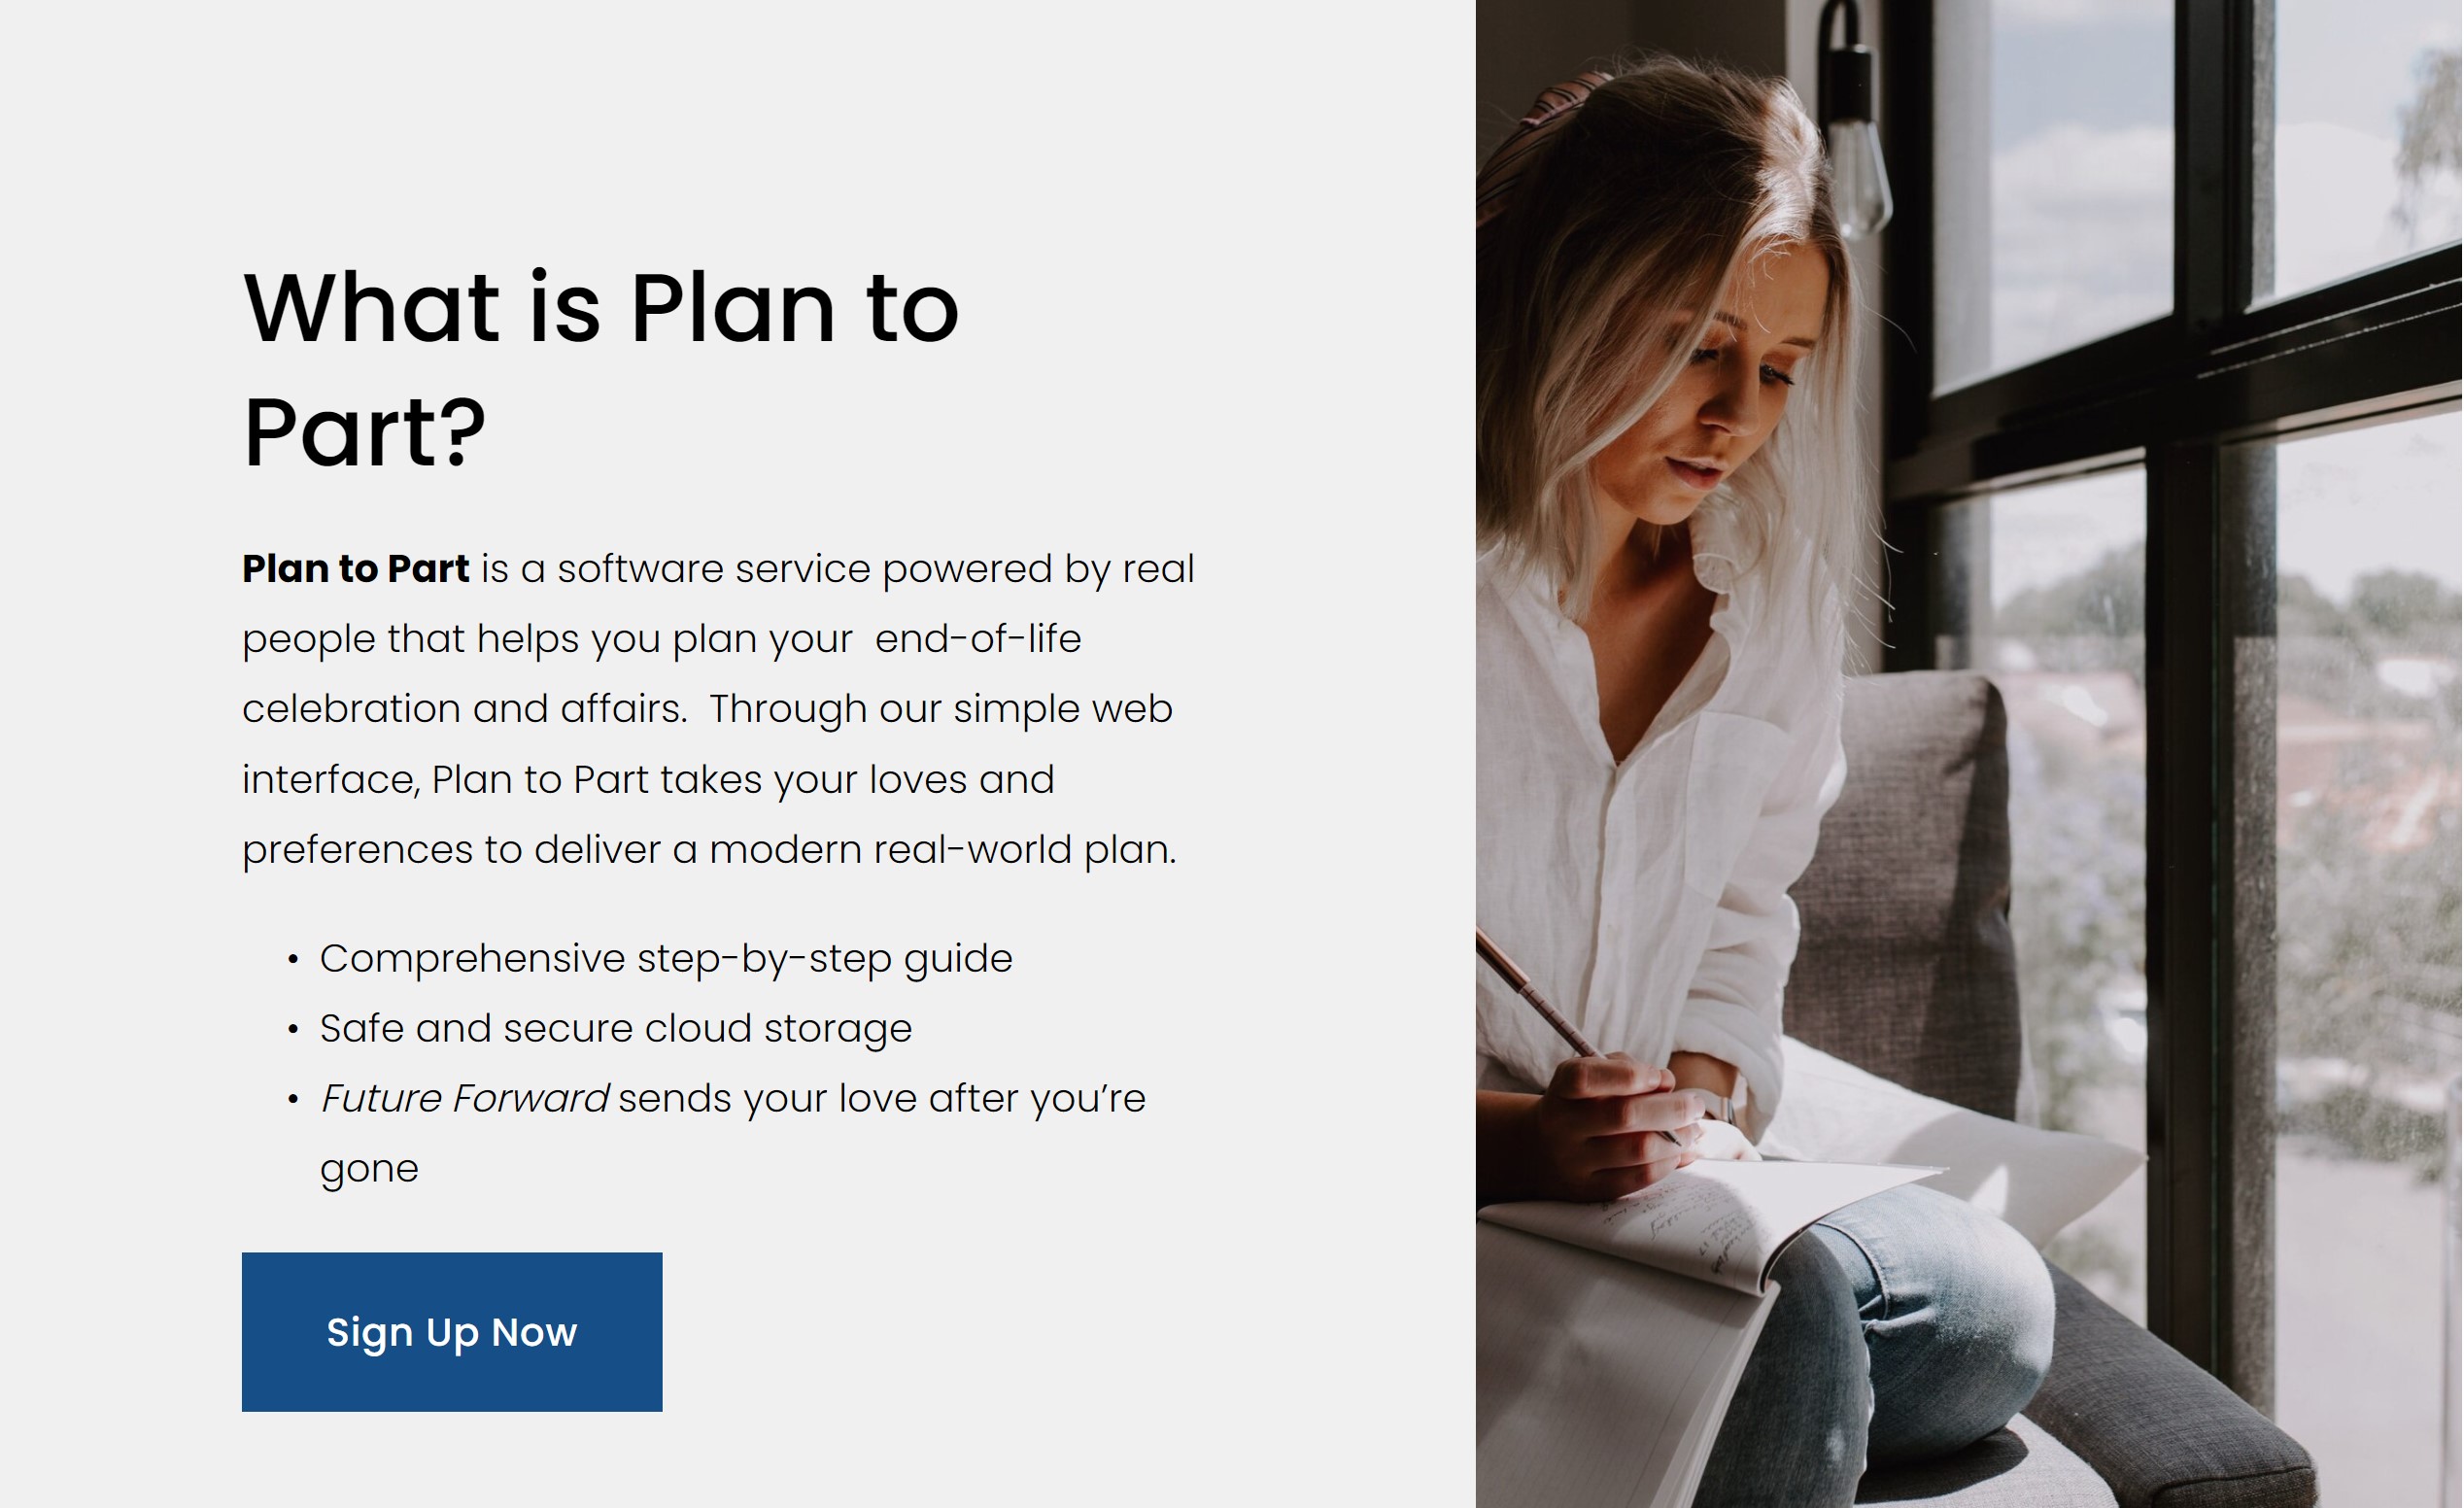 What is Plan to
Part?
Plan to Part is a software service powered by real
people that helps you plan your  end-of-life
celebration and affairs.  Through our simple web
interface, Plan to Part takes your loves and
preferences to deliver a modern real-world plan.
• Comprehensive step-by-step guide
• Safe and secure cloud storage
• Future Forward sends your love after you’re
gone
Sign Up Now